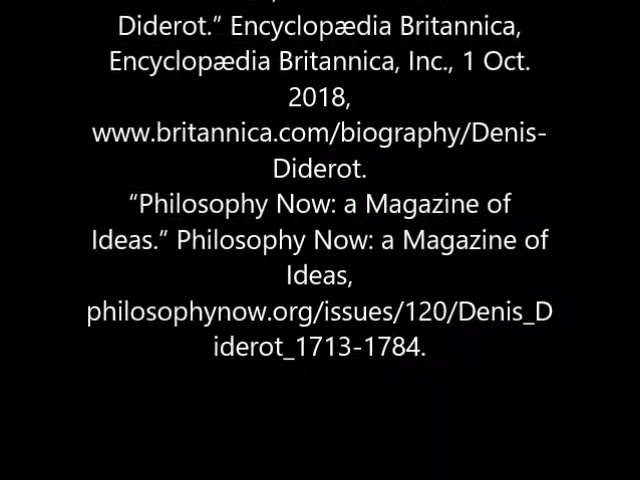 Diderot.” Encyclopædia Britannica,
Encyclopædia Britannica, Inc., 1 Oct.
2018,
www.britannica.com/biography/Denis-
Diderot.
“Philosophy Now: a Magazine of
Ideas.” Philosophy Now: a Magazine of
Ideas,
philosophynow.org/issues/120/Denis_D
iderot_1713-1784.